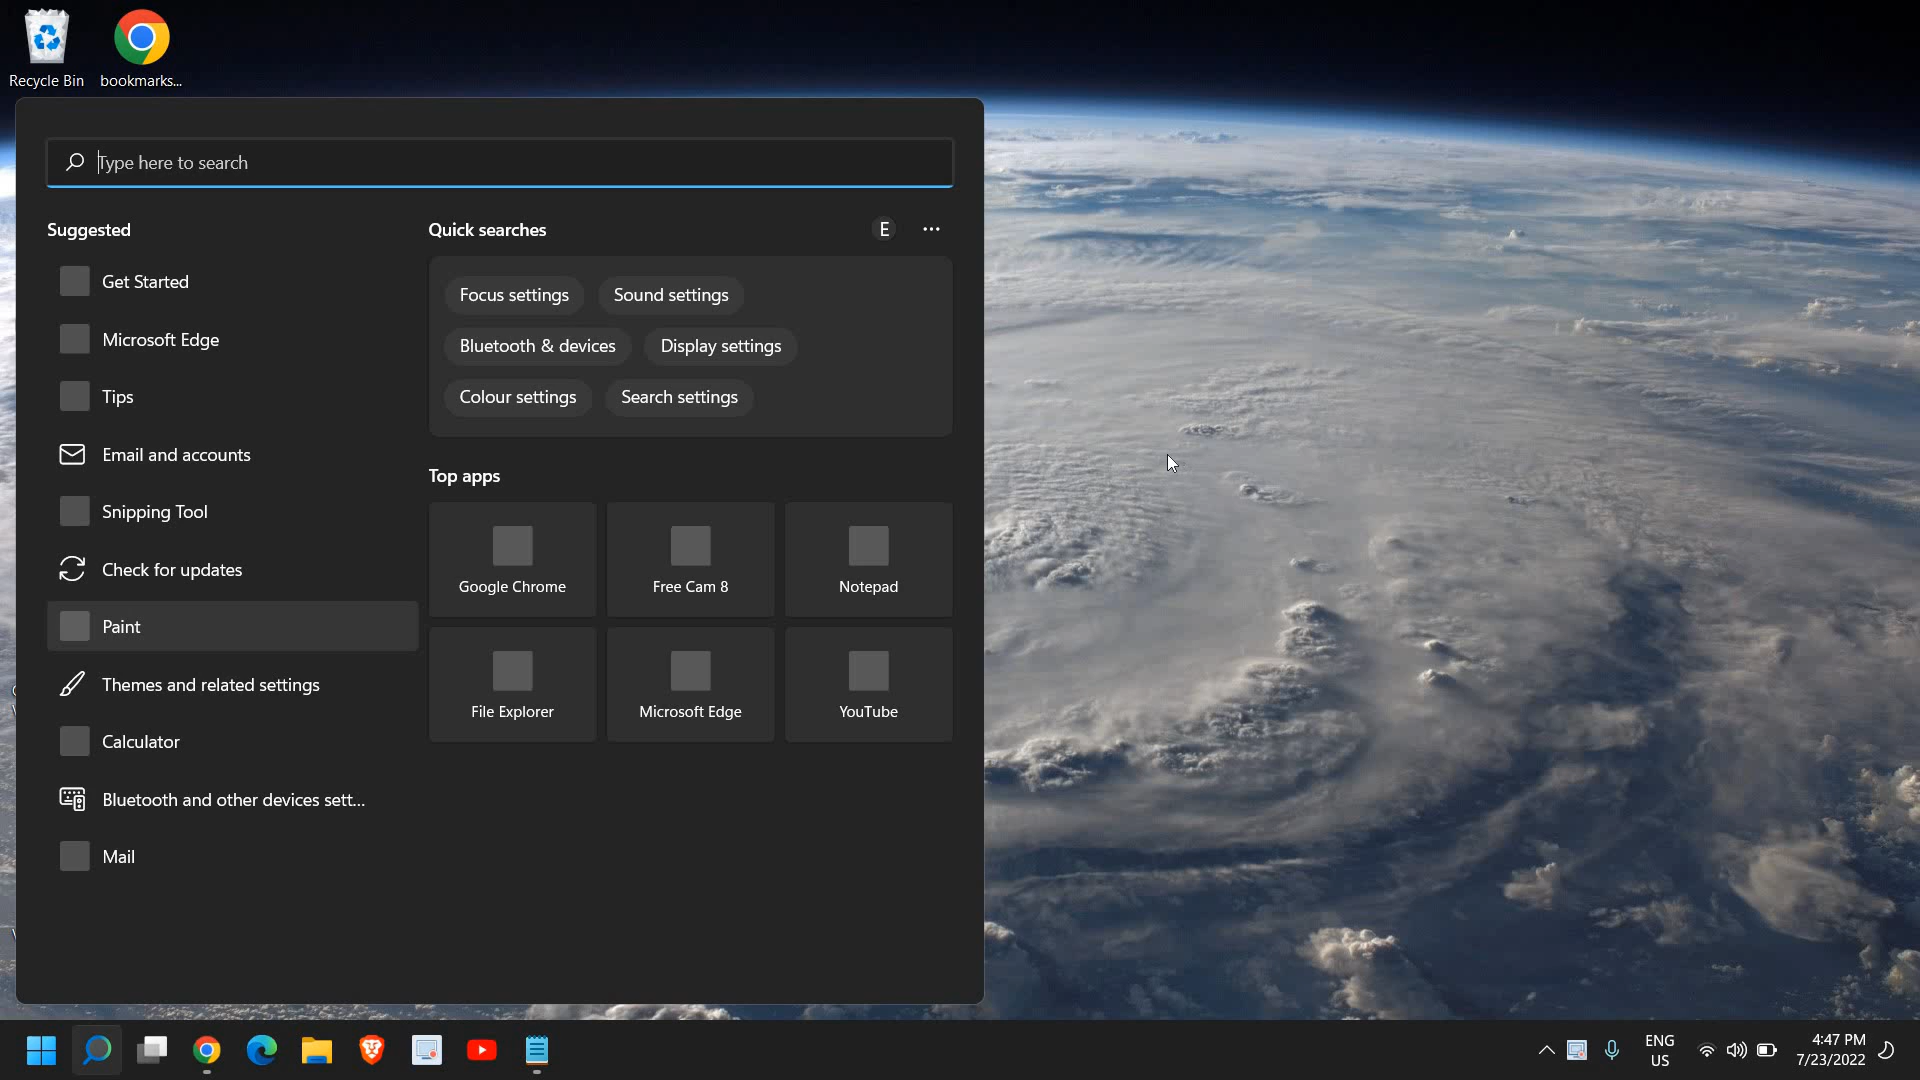 Recycle Bin
bookmarks...
Type here to search
Suggested
Get Started
Microsoft Edge
Tips
Email and accounts
Snipping Tool
Check for updates
Paint
Themes and related settings
Calculator
Bluetooth and other devices sett...
Mail
Quick searches
E
Focus settings
Sound settings
Bluetooth & devices
Display settings
Colour settings
Search settings
Top apps
Google Chrome
Free Cam 8
Notepad
File Explorer
Microsoft Edge
YouTube
ENG
US
4:47 PM
7/23/2022